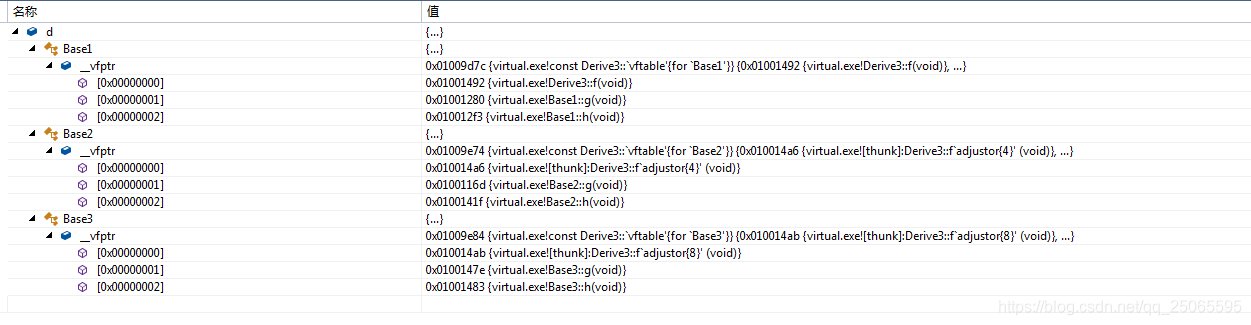 名称 值
d {...}
Base1 {...}
__vfptr 0x01009d7c {virtual.exe!const Derive3::`vftable'{for `Base1'}} {0x01001492 {virtual.exe!Derive3::f(void)}, ...}
[0x00000000] 0x01001492 {virtual.exe!Derive3::f(void)}
[0x00000001] 0x01001280 {virtual.exe!Base1::g(void)}
[0x00000002] 0x010012f3 {virtual.exe!Base1::h(void)}
Base2 {...}
__vfptr 0x01009e74 {virtual.exe!const Derive3::`vftable'{for `Base2'}} {0x010014a6 {virtual.exe![thunk]:Derive3::f`adjustor{4}' (void)}, ...}
[0x00000000] 0x010014a6 {virtual.exe![thunk]:Derive3::f`adjustor{4}' (void)}
[0x00000001] 0x0100116d {virtual.exe!Base2::g(void)}
[0x00000002] 0x0100141f {virtual.exe!Base2::h(void)}
Base3 {...}
__vfptr 0x01009e84 {virtual.exe!const Derive3::`vftable'{for `Base3'}} {0x010014ab {virtual.exe![thunk]:Derive3::f`adjustor{8}' (void)}, ...}
[0x00000000] 0x010014ab {virtual.exe![thunk]:Derive3::f`adjustor{8}' (void)}
[0x00000001] 0x0100147e {virtual.exe!Base3::g(void)}
[0x00000002] 0x01001483 {virtual.exe!Base3::h(void)}
https://blog.csdn.net/qq_25065595